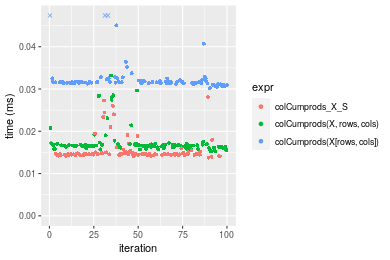 0.04
0.03
0.02
0.01
0.00
0
25
50
75
100
iteration
time (ms)
expr
colCumprods_X_S
colCumprods(X, rows, cols)
colCumprods(X[rows, cols])